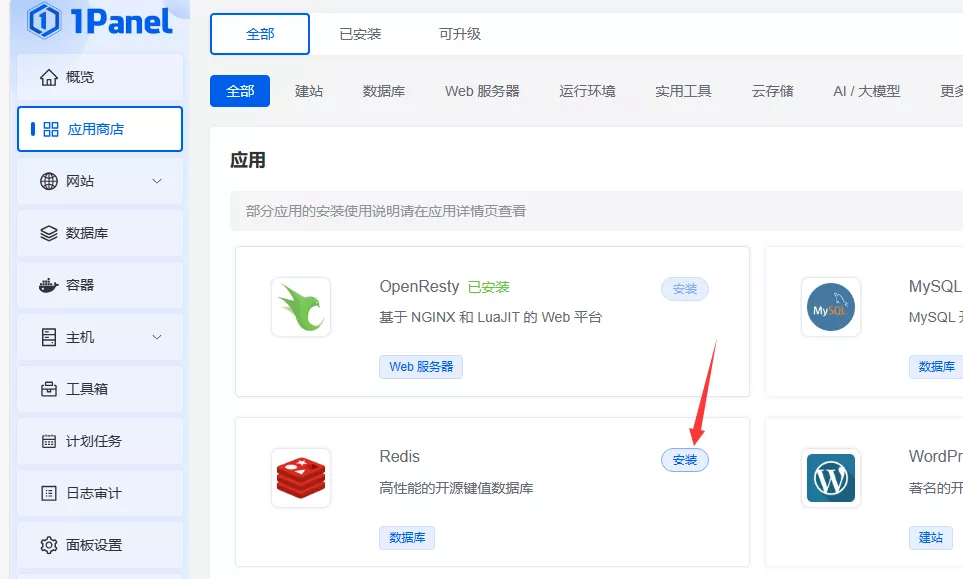 1Panel
全部
已安装
可升级
概览
全部
建站
数据库
Web 服务器
运行环境
实用工具
云存储
AI / 大模型
更多
应用商店
应用
网站
部分应用的安装使用说明请在应用详情页查看
数据库
容器
主机
工具箱
计划任务
日志审计
面板设置
OpenResty 已安装
安装
基于 NGINX 和 LuaJIT 的 Web 平台
Web 服务器
MySQL
MySQL
MySQL
数据库
Redis
安装
高性能的开源键值数据库
数据库
WordPr
著名的开
建站